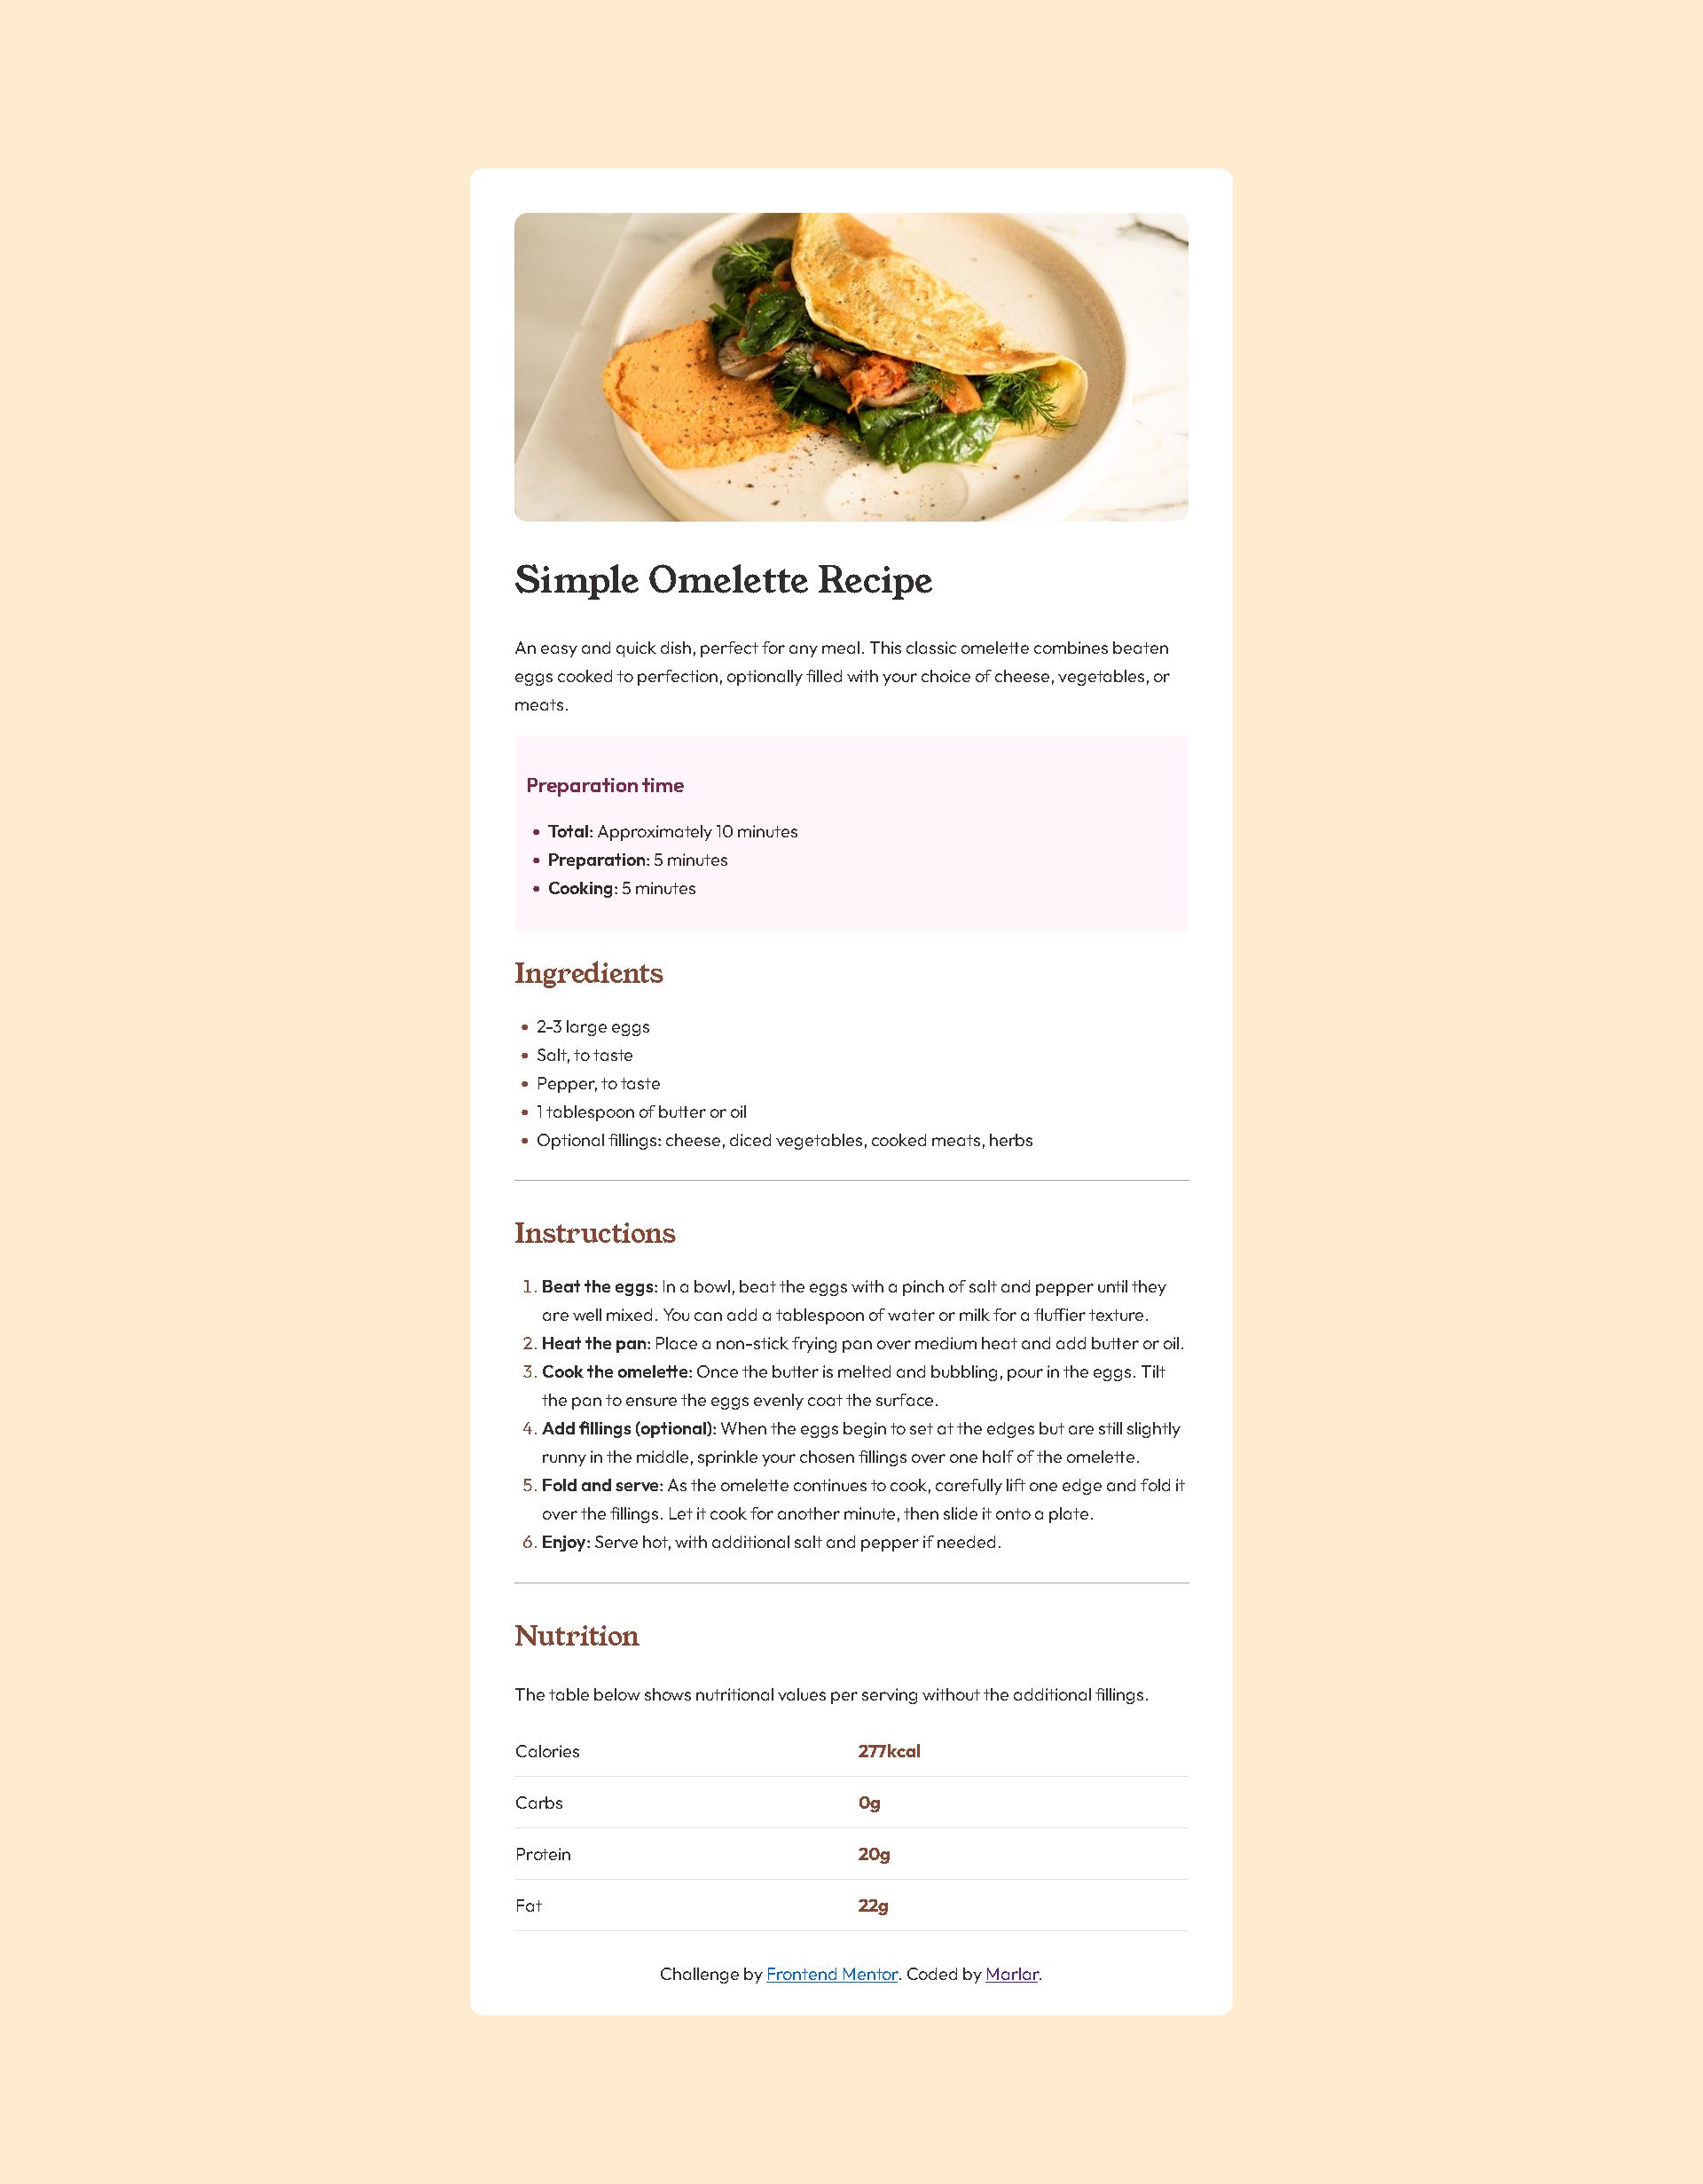 Simple Omelette Recipe
An easy and quick dish, perfect for any meal. This classic omelette combines beaten
eggs cooked to perfection, optionally filled with your choice of cheese, vegetables, or
meats.
Preparation time
• Total: Approximately 10 minutes
• Preparation: 5 minutes
• Cooking: 5 minutes
Ingredients
• 2-3 large eggs
• Salt, to taste
• Pepper, to taste
• 1 tablespoon of butter or oil
• Optional fillings: cheese, diced vegetables, cooked meats, herbs
Instructions
1. Beat the eggs: In a bowl, beat the eggs with a pinch of salt and pepper until they
are well mixed. You can add a tablespoon of water or milk for a fluffier texture.
2. Heat the pan: Place a non-stick frying pan over medium heat and add butter or oil.
3. Cook the omelette: Once the butter is melted and bubbling, pour in the eggs. Tilt
the pan to ensure the eggs evenly coat the surface.
4. Add fillings (optional): When the eggs begin to set at the edges but are still slightly
runny in the middle, sprinkle your chosen fillings over one half of the omelette.
5. Fold and serve: As the omelette continues to cook, carefully lift one edge and fold it
over the fillings. Let it cook for another minute, then slide it onto a plate.
6. Enjoy: Serve hot, with additional salt and pepper if needed.
Nutrition
The table below shows nutritional values per serving without the additional fillings.
Calories 277kcal
Carbs 0g
Protein 20g
Fat 22g
Challenge by Frontend Mentor. Coded by Marlar.